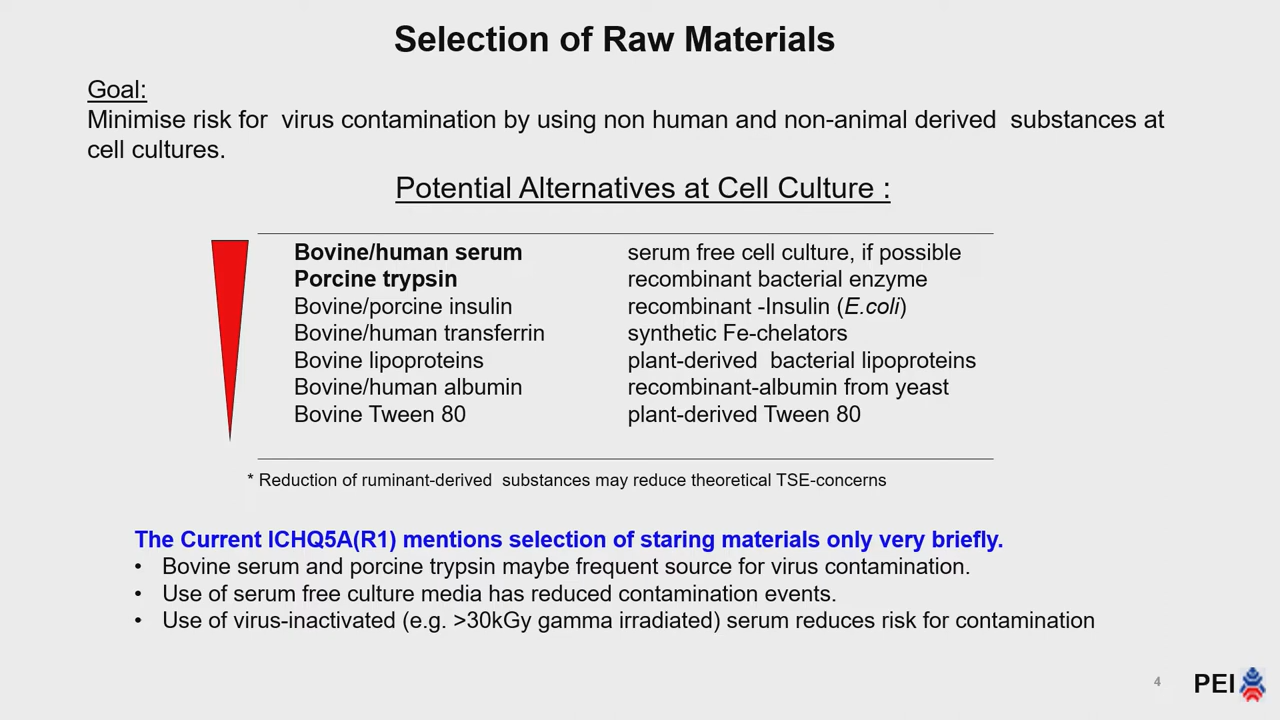 Selection of Raw Materials
Goal:
Minimise risk for virus contamination by using non human and non-animal derived substances at
cell cultures.
Potential Alternatives at Cell Culture :
Bovine/human serum serum free cell culture, if possible
Porcine trypsin recombinant bacterial enzyme
Bovine/porcine insulin recombinant -Insulin (E.coli)
Bovine/human transferrin synthetic Fe-chelators
Bovine lipoproteins plant-derived bacterial lipoproteins
Bovine/human albumin recombinant-albumin from yeast
Bovine Tween 80 plant-derived Tween 80
* Reduction of ruminant-derived substances may reduce theoretical TSE-concerns
The Current ICHQ5A(R1) mentions selection of staring materials only very briefly.
• Bovine serum and porcine trypsin maybe frequent source for virus contamination.
• Use of serum free culture media has reduced contamination events.
• Use of virus-inactivated (e.g. >30kGy gamma irradiated) serum reduces risk for contamination
4
PEI